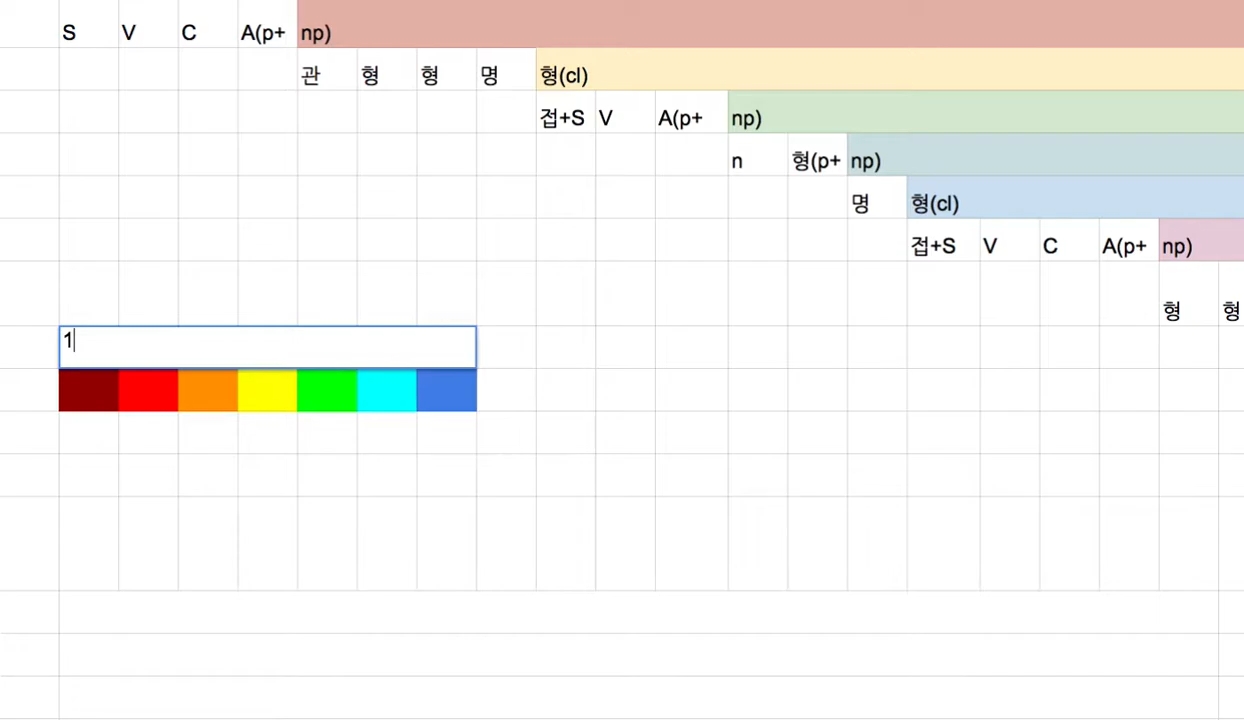 S V C A(p+ np)
관 형 형 명 형(cl)
접+S V A(p+ np)
n 형(p+ np)
명 형(cl)
접+S V C A(p+ np)
형 형
1